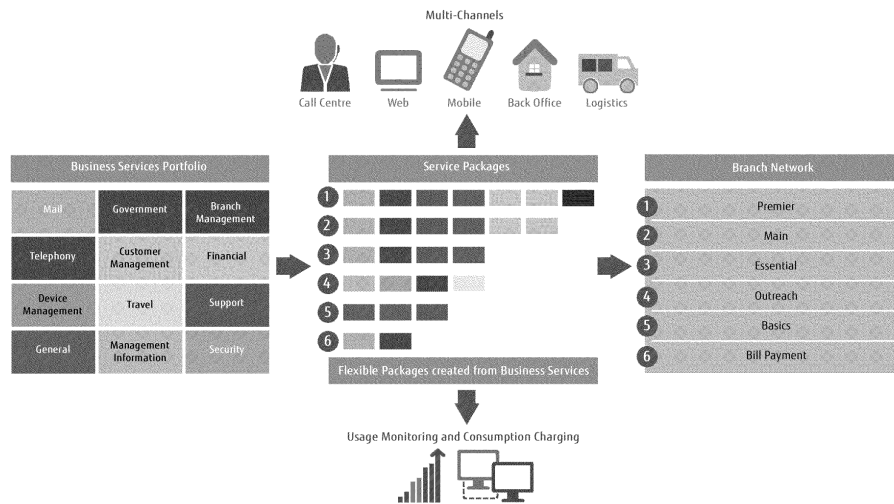 Multi-Channels
Call Centre
Web
Mobile
Back Office
Logistics
Business Services Portfolio
Mail
Government
Branch
Management
Telephony
Customer
Management
Financial
Device
Management
Travel
Support
General
Management
Information
Security
Service Packages
1
2
3
4
5
6
Flexible Packages created from Business Services
Branch Network
1 Premier
2 Main
3 Essential
4 Outreach
5 Basics
6 Bill Payment
Usage Monitoring and Consumption Charging